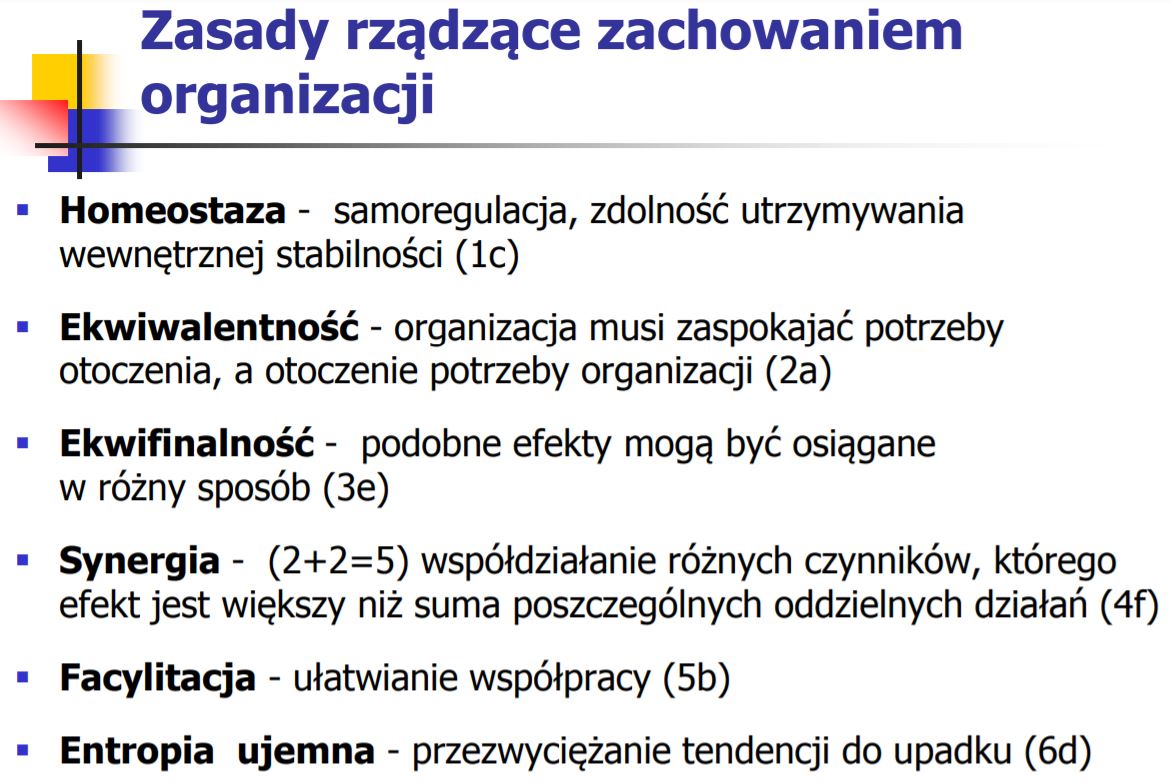 Zasady rządzące zachowaniem
organizacji
▪ Homeostaza - samoregulacja, zdolność utrzymywania
wewnętrznej stabilności (1c)
▪ Ekwiwalentność - organizacja musi zaspokajać potrzeby
otoczenia, a otoczenie potrzeby organizacji (2a)
▪ Ekwifinalność - podobne efekty mogą być osiągane
w różny sposób (3e)
▪ Synergia - (2+2=5) współdziałanie różnych czynników, którego
efekt jest większy niż suma poszczególnych oddzielnych działań (4f)
▪ Facylitacja - ułatwianie współpracy (5b)
▪ Entropia ujemna - przezwyciężanie tendencji do upadku (6d)